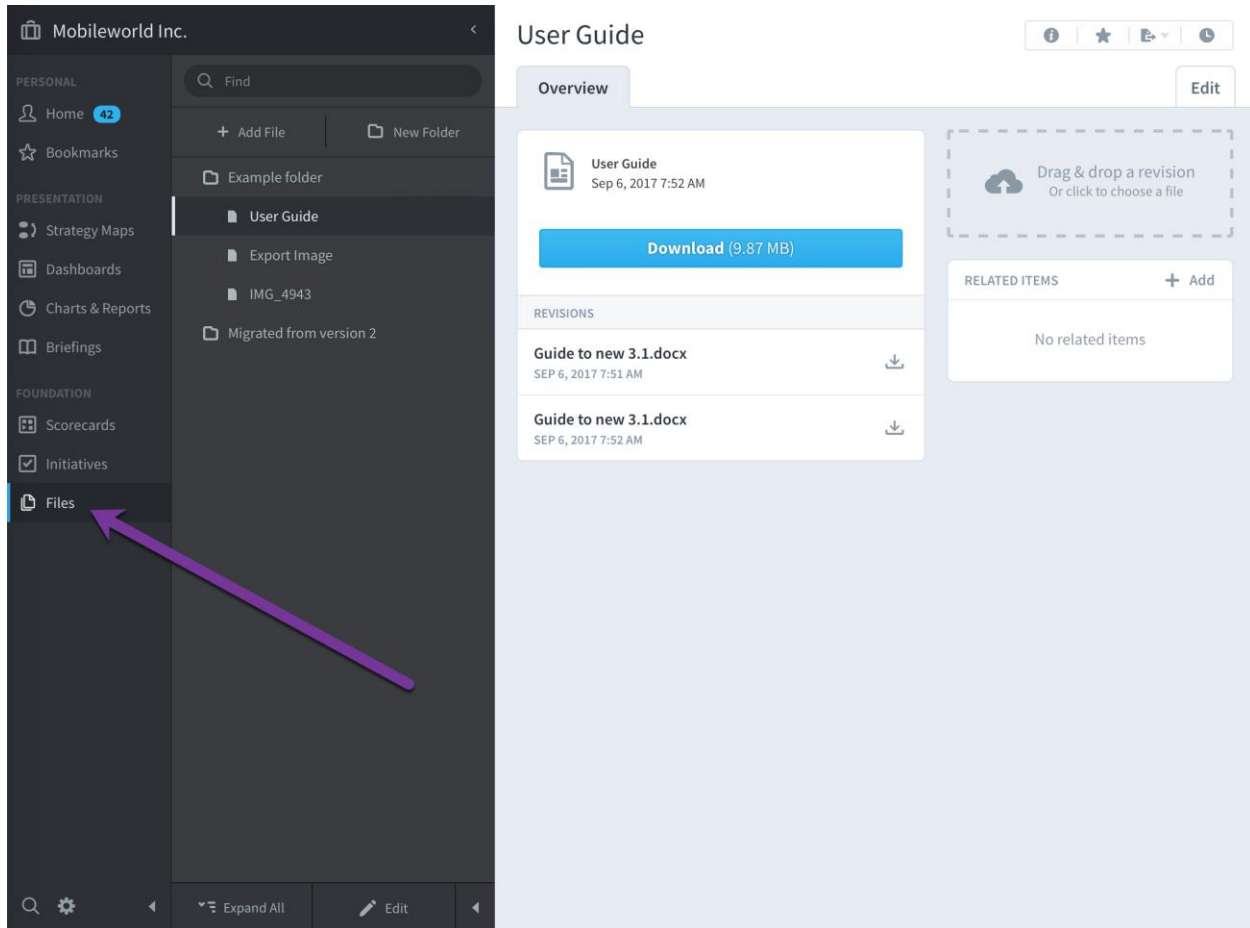 Mobileworld Inc.
PERSONAL
Home 42
Bookmarks
PRESENTATION
Strategy Maps
Dashboards
Charts & Reports
Briefings
FOUNDATION
Scorecards
Initiatives
Files
Find
Add File
New Folder
Example folder
User Guide
Export Image
IMG_4943
Migrated from version 2
Expand All
Edit
User Guide
Overview
Edit
User Guide
Sep 6, 2017 7:52 AM
Download (9.87 MB)
REVISIONS
Guide to new 3.1.docx
SEP 6, 2017 7:51 AM
Guide to new 3.1.docx
SEP 6, 2017 7:52 AM
Drag & drop a revision
Or click to choose a file
RELATED ITEMS
Add
No related items